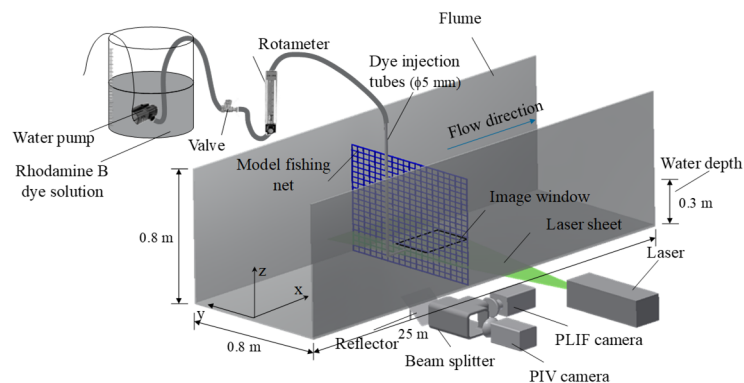 Flume
Rotameter
Dye injection
tubes (ϕ5 mm)
Flow direction
Water pump
Valve
Rhodamine B
dye solution
Model fishing
net
Water depth
0.3 m
Image window
Laser sheet
Laser
0.8 m
z
x
y
0.8 m
Reflector
25 m
Beam splitter
PLIF camera
PIV camera